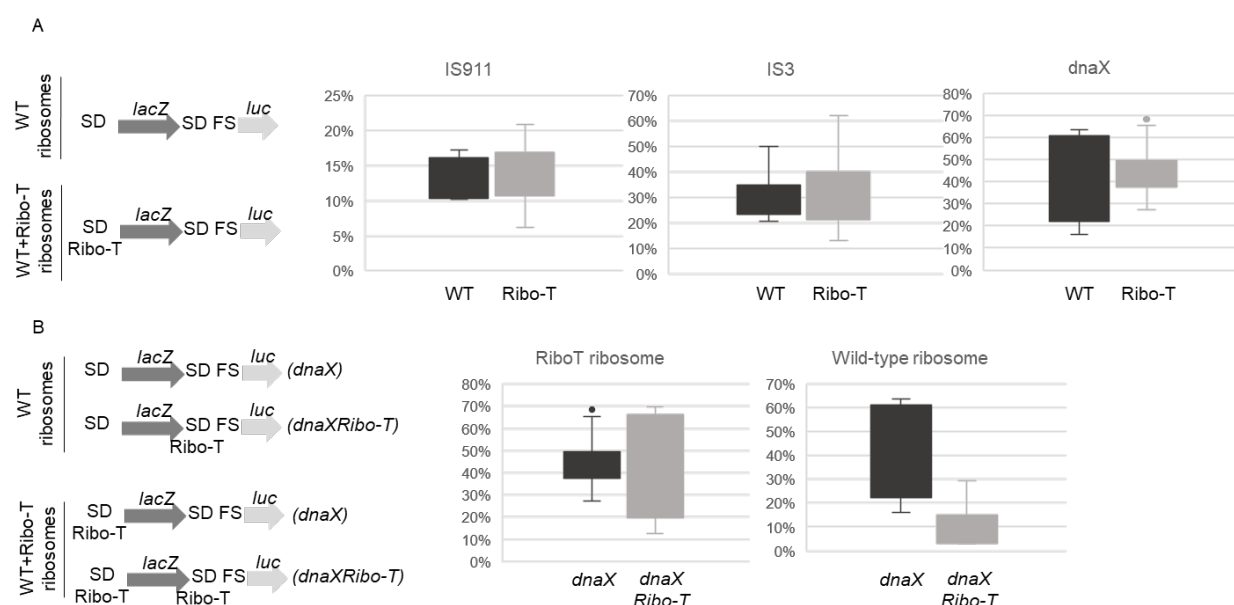 A
WT
ribosomes
SD
lacZ
SD FS
luc
WT+Ribo-T
ribosomes
SD
Ribo-T
lacZ
SD FS
luc
IS911
25%
20%
15%
10%
5%
0%
WT Ribo-T
IS3
70%
60%
50%
40%
30%
20%
10%
0%
WT Ribo-T
dnaX
80%
70%
60%
50%
40%
30%
20%
10%
0%
WT Ribo-T
B
WT
ribosomes
SD
lacZ
SD FS
luc
(dnaX)
SD
lacZ
SD FS
Ribo-T
luc
(dnaXRibo-T)
WT+Ribo-T
ribosomes
SD
Ribo-T
lacZ
SD FS
luc
(dnaX)
SD
Ribo-T
lacZ
SD FS
Ribo-T
luc
(dnaXRibo-T)
RiboT ribosome
80%
70%
60%
50%
40%
30%
20%
10%
0%
dnaX dnaX
Ribo-T
Wild-type ribosome
70%
60%
50%
40%
30%
20%
10%
0%
dnaX dnaX
Ribo-T